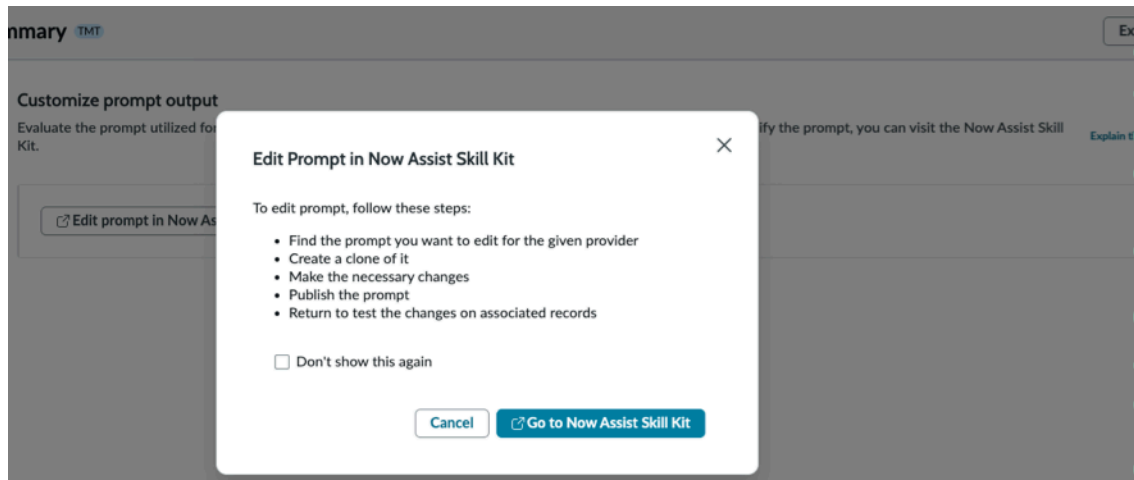 TMT
Ex
Customize prompt output
Evaluate the prompt utilized for
ify the prompt, you can visit the Now Assist Skill
Kit.
Explain t
Edit prompt in Now As
Edit Prompt in Now Assist Skill Kit
To edit prompt, follow these steps:
• Find the prompt you want to edit for the given provider
• Create a clone of it
• Make the necessary changes
• Publish the prompt
• Return to test the changes on associated records
Don't show this again
Cancel
Go to Now Assist Skill Kit